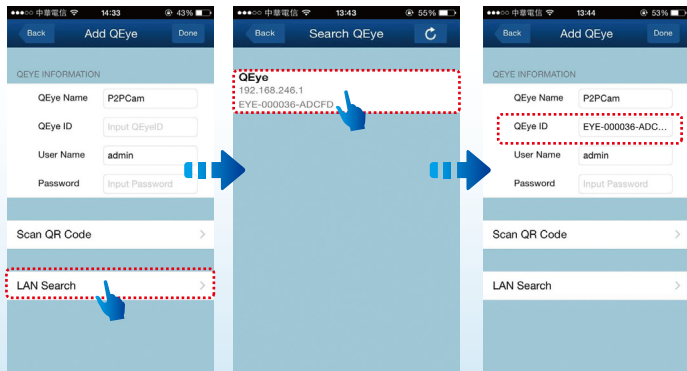 中華電信 14:33 43%
Back Add QEye Done
QEYE INFORMATION
QEye Name P2PCam
QEye ID Input QEyeID
User Name admin
Password Input Password
Scan QR Code
LAN Search
中華電信 13:43 55%
Back Search QEye
QEye
192.168.246.1
EYE-000036-ADCFD
中華電信 13:44 53%
Back Add QEye Done
QEYE INFORMATION
QEye Name P2PCam
QEye ID EYE-000036-ADC...
User Name admin
Password Input Password
Scan QR Code
LAN Search